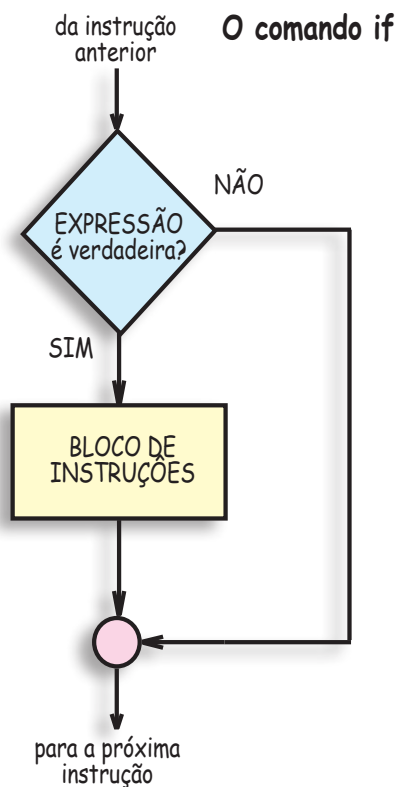 da instrução
anterior
O comando if
NÃO
EXPRESSÃO
é verdadeira?
SIM
BLOCO DE
INSTRUÇÕES
para a próxima
instrução